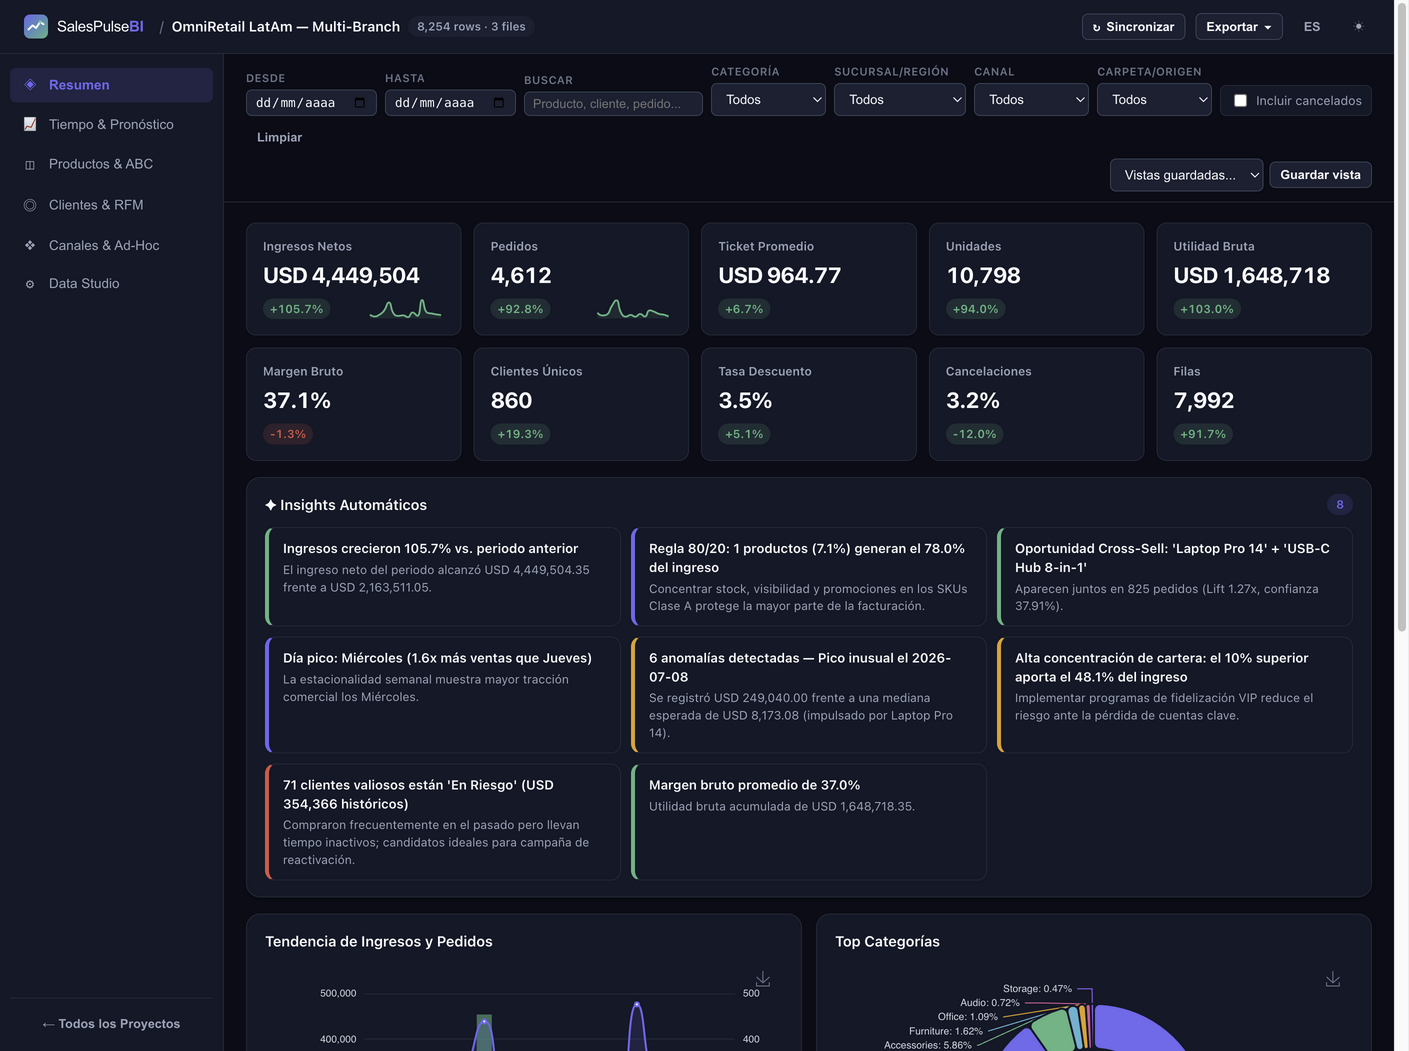 SalesPulseBI / OmniRetail LatAm — Multi-Branch 8,254 rows · 3 files ↻ Sincronizar Exportar ES
Resumen
Tiempo & Pronóstico
Productos & ABC
Clientes & RFM
Canales & Ad-Hoc
Data Studio
← Todos los Proyectos
DESDE HASTA BUSCAR CATEGORÍA SUCURSAL/REGIÓN CANAL CARPETA/ORIGEN
dd/mm/aaaa dd/mm/aaaa Producto, cliente, pedido... Todos Todos Todos Todos Incluir cancelados
Limpiar
Vistas guardadas... Guardar vista
Ingresos Netos
USD 4,449,504
+105.7%
Pedidos
4,612
+92.8%
Ticket Promedio
USD 964.77
+6.7%
Unidades
10,798
+94.0%
Utilidad Bruta
USD 1,648,718
+103.0%
Margen Bruto
37.1%
-1.3%
Clientes Únicos
860
+19.3%
Tasa Descuento
3.5%
+5.1%
Cancelaciones
3.2%
-12.0%
Filas
7,992
+91.7%
✦ Insights Automáticos 8
Ingresos crecieron 105.7% vs. periodo anterior
El ingreso neto del periodo alcanzó USD 4,449,504.35
frente a USD 2,163,511.05.
Regla 80/20: 1 productos (7.1%) generan el 78.0%
del ingreso
Concentrar stock, visibilidad y promociones en los SKUs
Clase A protege la mayor parte de la facturación.
Oportunidad Cross-Sell: 'Laptop Pro 14' + 'USB-C
Hub 8-in-1'
Aparecen juntos en 825 pedidos (Lift 1.27x, confianza
37.91%).
Día pico: Miércoles (1.6x más ventas que Jueves)
La estacionalidad semanal muestra mayor tracción
comercial los Miércoles.
6 anomalías detectadas — Pico inusual el 2026-
07-08
Se registró USD 249,040.00 frente a una mediana
esperada de USD 8,173.08 (impulsado por Laptop Pro
14).
Alta concentración de cartera: el 10% superior
aporta el 48.1% del ingreso
Implementar programas de fidelización VIP reduce el
riesgo ante la pérdida de cuentas clave.
71 clientes valiosos están 'En Riesgo' (USD
354,366 históricos)
Compraron frecuentemente en el pasado pero llevan
tiempo inactivos; candidatos ideales para campaña de
reactivación.
Margen bruto promedio de 37.0%
Utilidad bruta acumulada de USD 1,648,718.35.
Tendencia de Ingresos y Pedidos
500,000 500
400,000 400
Top Categorías
Storage: 0.47%
Audio: 0.72%
Office: 1.09%
Furniture: 1.62%
Accessories: 5.86%